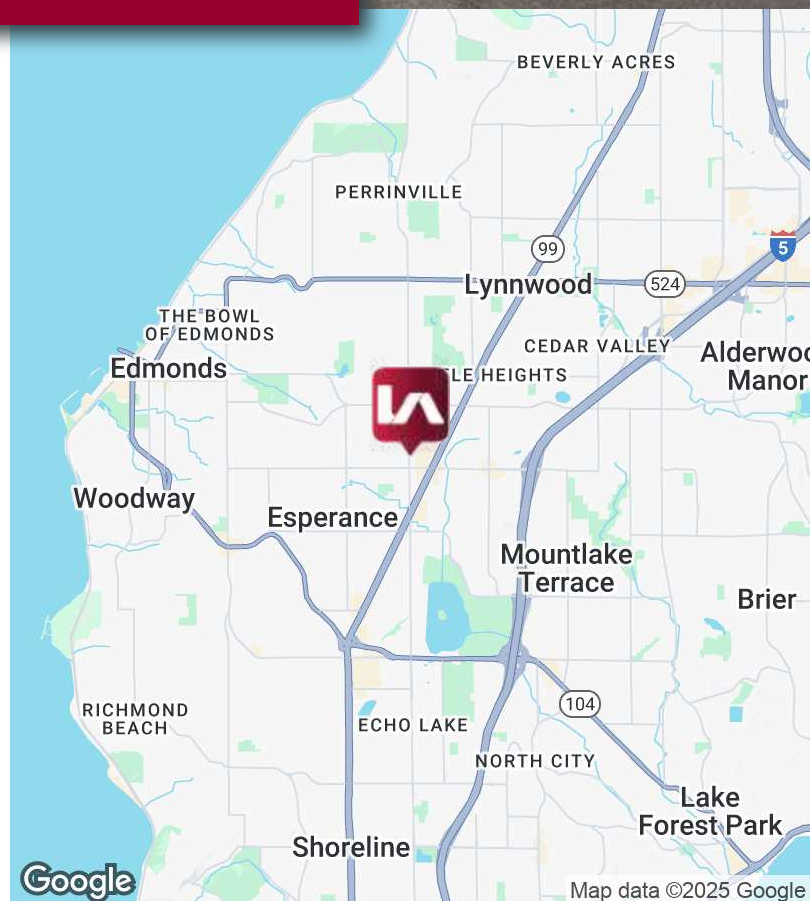 BEVERLY ACRES
PERRINVILLE
99
5
Lynnwood
524
THE BOWL
OF EDMONDS
CEDAR VALLEY
Edmonds
HEIGHTS
Manor
Woodway
Esperance
Mountlake
Terrace
Brier
RICHMOND
BEACH
104
ECHO LAKE
NORTH CITY
Lake
Forest Park
Shoreline
Google
Map data ©2025 Google